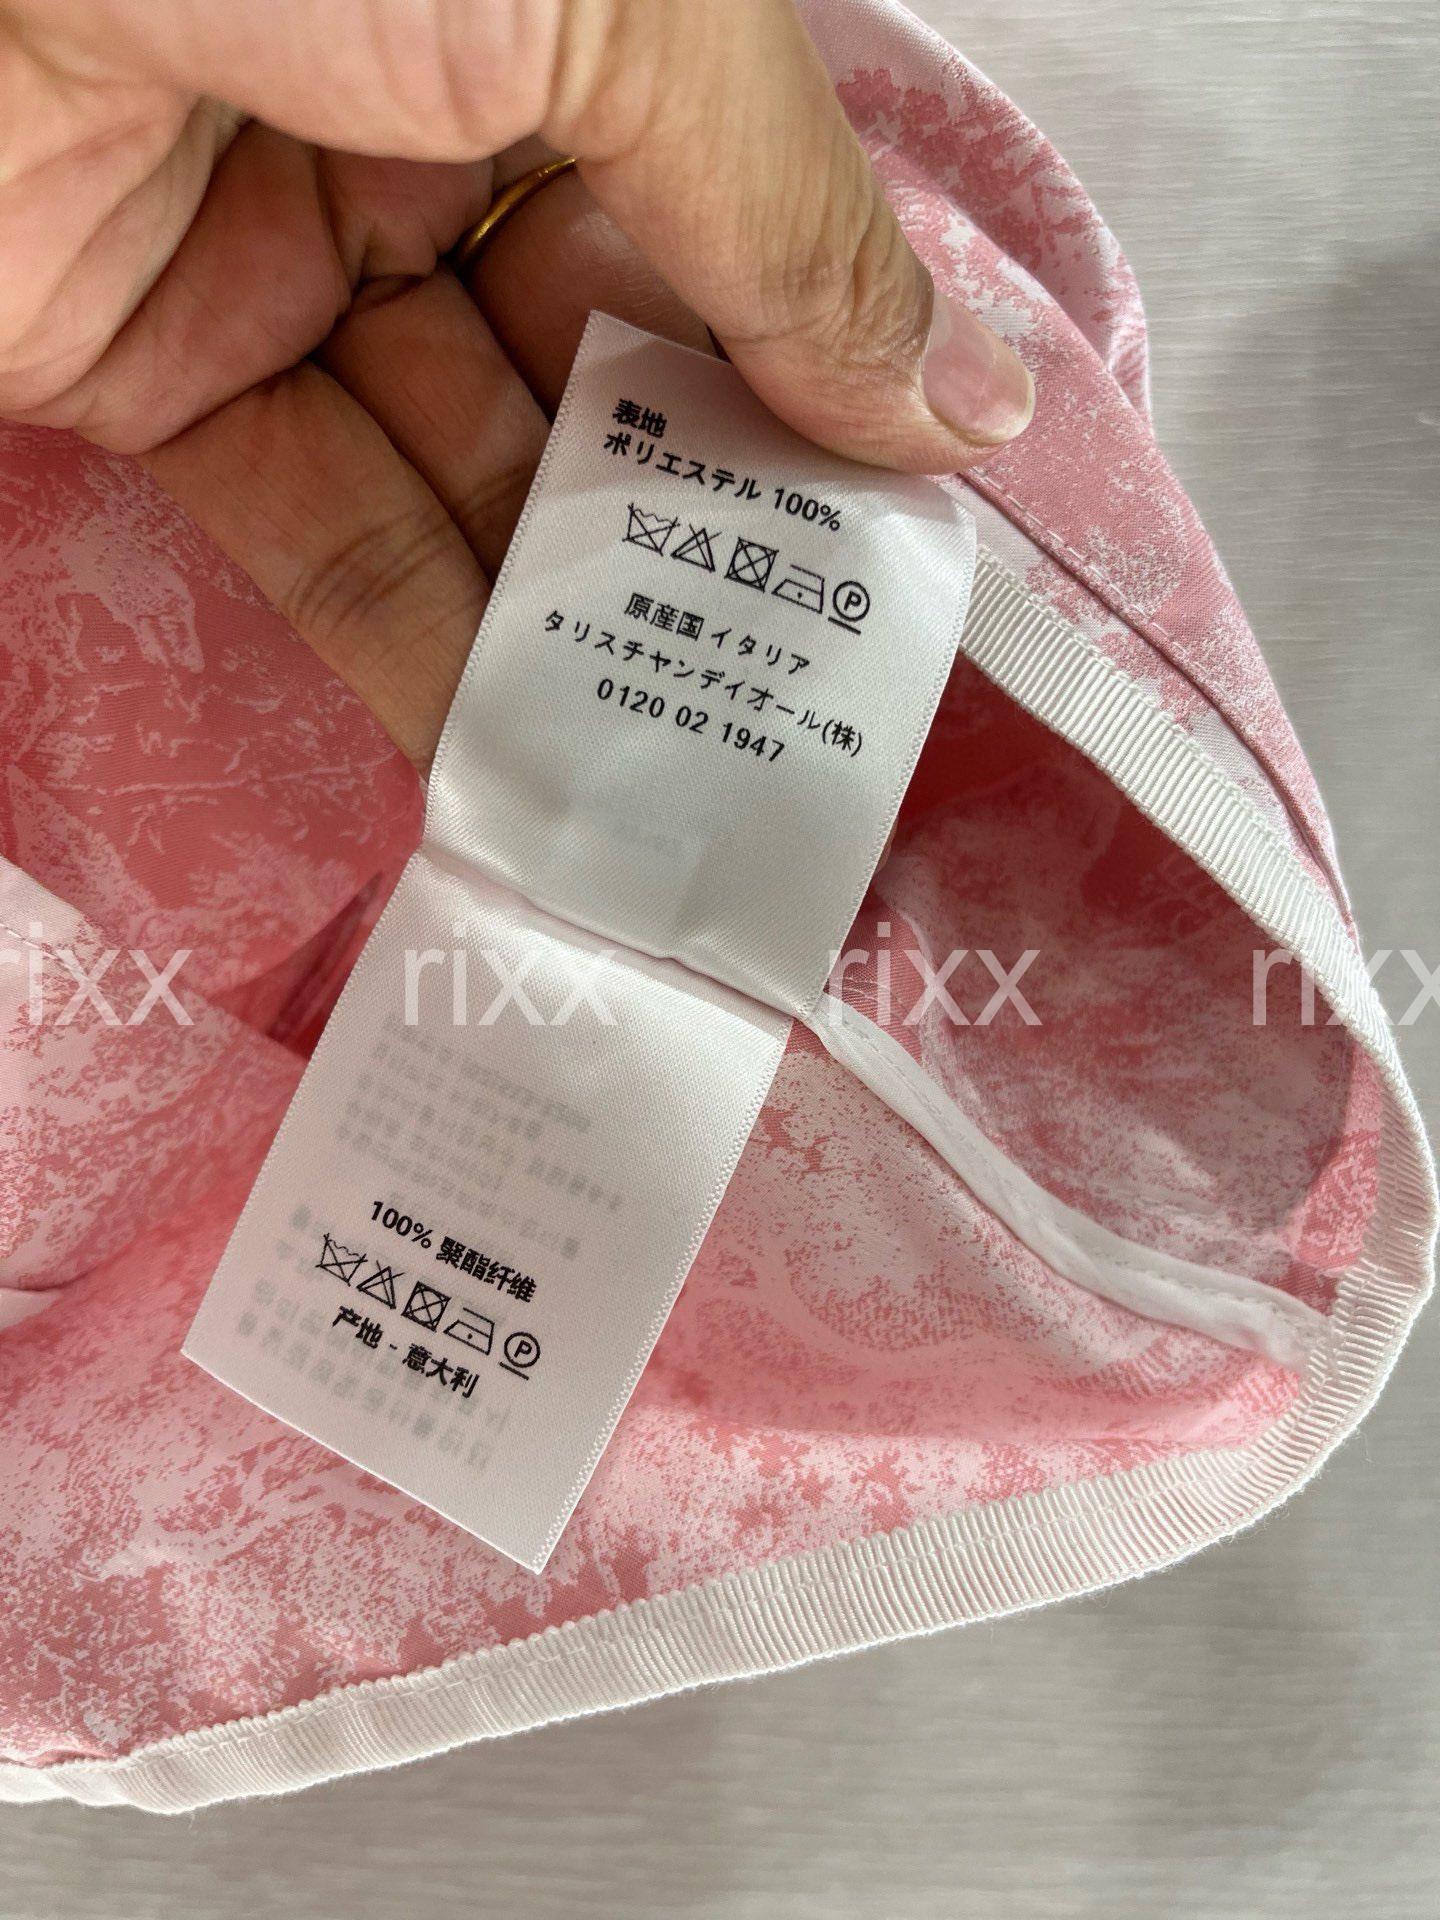 表地
ポリエステル 100%
P
原産国 イタリア
タリスチャンディオール(株)
0120 02 1947
rixx rixx rixx rixx
100% 聚酯纤维
P
产地 - 意大利